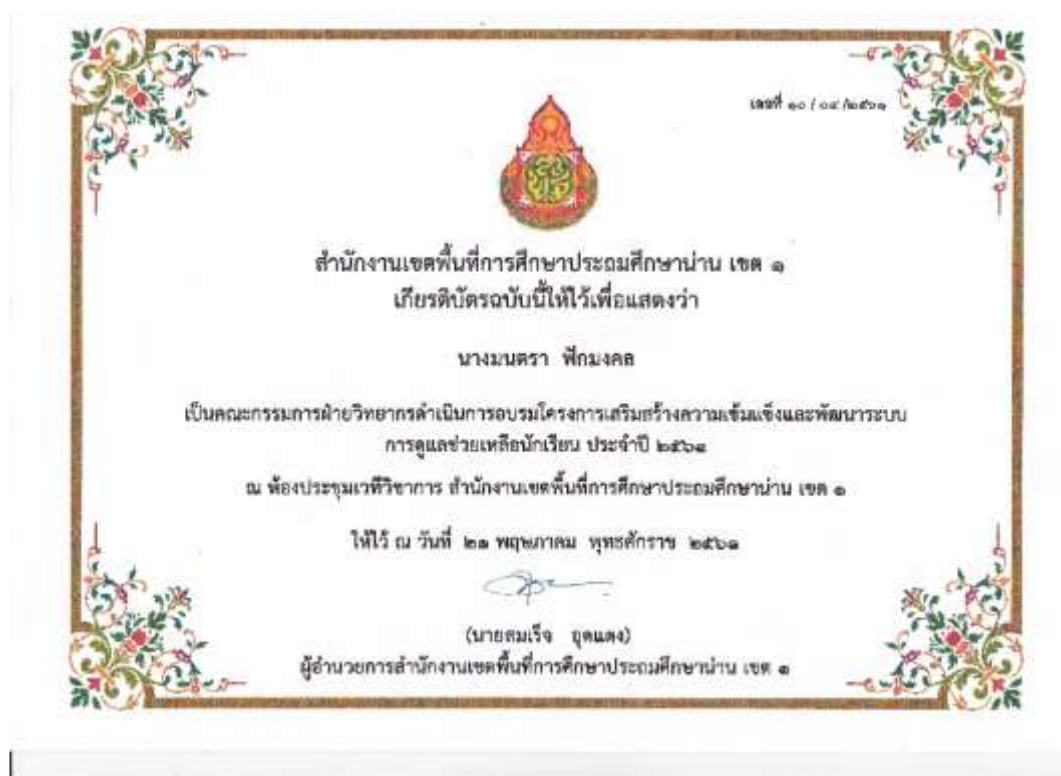 เลขที่ ๑๐ / ๐๔ /๒๕๖๑
สำนักงานเขตพื้นที่การศึกษาประถมศึกษาน่าน เขต ๑
เกียรติบัตรฉบับนี้ให้ไว้เพื่อแสดงว่า
นางมนตรา ฟักมงคล
เป็นคณะกรรมการฝ่ายวิทยากรดำเนินการอบรมโครงการเสริมสร้างความเข้มแข็งและพัฒนาระบบ
การดูแลช่วยเหลือนักเรียน ประจำปี ๒๕๖๑
ณ ห้องประชุมเวทีวิชาการ สำนักงานเขตพื้นที่การศึกษาประถมศึกษาน่าน เขต ๑
ให้ไว้ ณ วันที่ ๒๑ พฤษภาคม พุทธศักราช ๒๕๖๑
(นายสมเร็จ
ผู้อำนวยการสำนักงานเขตพื้นที่การศึกษาประถมศึกษาน่าน เขต ๑